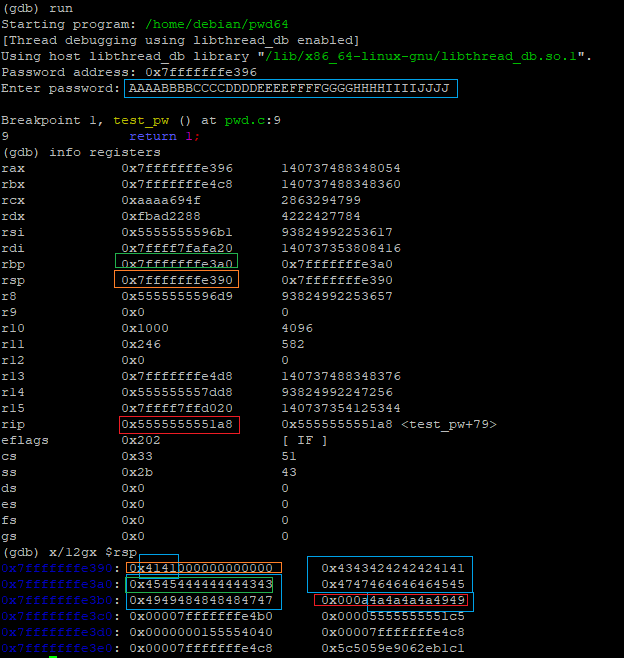 (gdb) run
Starting program: /home/debian/pwd64
[Thread debugging using libthread_db enabled]
Using host libthread_db library "/lib/x86_64-linux-gnu/libthread_db.so.1".
Password address: 0x7fffffffe396
Enter password: AAAABBBBCCCCDDDDEEEEFFFFGGGGHHHHIIIIJJJJ
Breakpoint 1, test_pw () at pwd.c:9
9 return 1;
(gdb) info registers
rax 0x7fffffffe396 140737488348054
rbx 0x7fffffffe4c8 140737488348360
rcx 0xaaaa694f 2863294799
rdx 0xfbad2288 4222427784
rsi 0x5555555596b1 93824992253617
rdi 0x7ffff7fafa20 140737353808416
rbp 0x7fffffffe3a0 0x7fffffffe3a0
rsp 0x7fffffffe390 0x7fffffffe390
r8 0x5555555596d9 93824992253657
r9 0x0 0
r10 0x1000 4096
r11 0x246 582
r12 0x0 0
r13 0x7fffffffe4d8 140737488348376
r14 0x555555557dd8 93824992247256
r15 0x7ffff7ffd020 140737354125344
rip 0x5555555551a8 0x5555555551a8 <test_pw+79>
eflags 0x202 [ IF ]
cs 0x33 51
ss 0x2b 43
ds 0x0 0
es 0x0 0
fs 0x0 0
gs 0x0 0
(gdb) x/12gx $rsp
0x7fffffffe390: 0x4141000000000000 0x4343424242424141
0x7fffffffe3a0: 0x4545444444444343 0x4747464646464545
0x7fffffffe3b0: 0x4949484848484747 0x000a4a4a4a4a4949
0x7fffffffe3c0: 0x00007fffffffe4b0 0x00005555555551c5
0x7fffffffe3d0: 0x0000000155554040 0x00007fffffffe4c8
0x7fffffffe3e0: 0x00007fffffffe4c8 0x5c5059e9062eb1c1